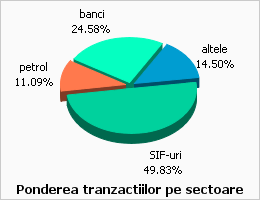 banci
24.58%
altele
14.50%
petrol
11.09%
SIF-uri
49.83%
Ponderea tranzactiilor pe sectoare